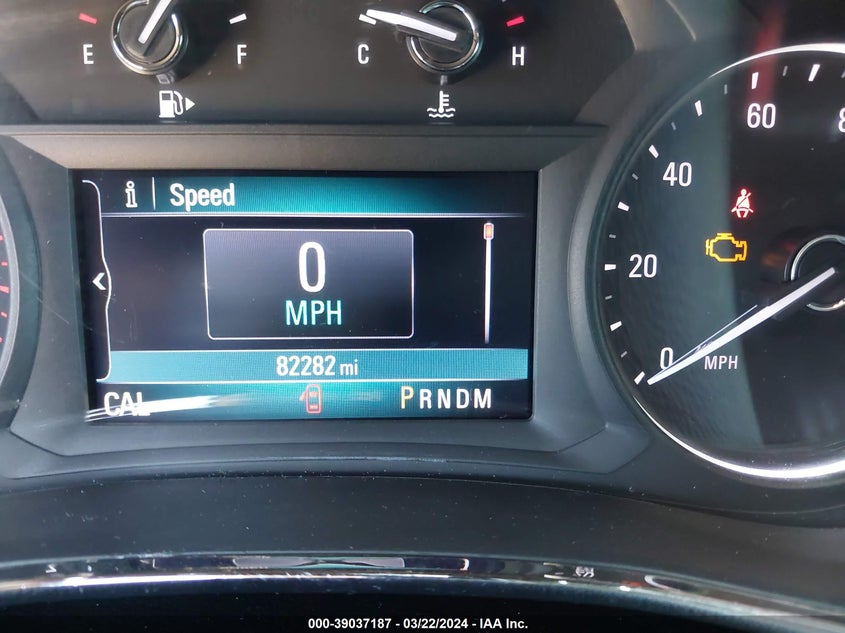 E F
C H
i Speed
0
MPH
82282 mi
CAL
PRNDM
60
40
20
0
MPH
000-39037187 - 03/22/2024 - IAA Inc.